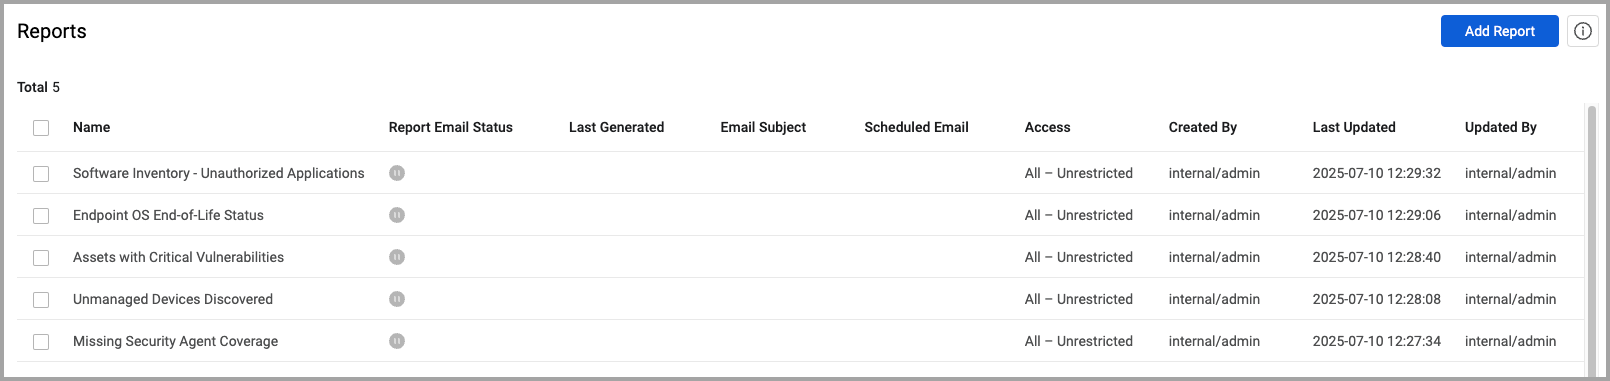 Reports
Add Report
Total 5
Name Report Email Status Last Generated Email Subject Scheduled Email Access Created By Last Updated Updated By
Software Inventory - Unauthorized Applications All – Unrestricted internal/admin 2025-07-10 12:29:32 internal/admin
Endpoint OS End-of-Life Status All – Unrestricted internal/admin 2025-07-10 12:29:06 internal/admin
Assets with Critical Vulnerabilities All – Unrestricted internal/admin 2025-07-10 12:28:40 internal/admin
Unmanaged Devices Discovered All – Unrestricted internal/admin 2025-07-10 12:28:08 internal/admin
Missing Security Agent Coverage All – Unrestricted internal/admin 2025-07-10 12:27:34 internal/admin